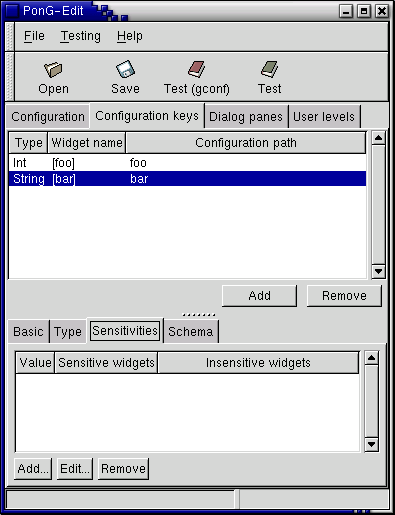 PonG-Edit
File Testing Help
Open Save Test (gconf) Test
Configuration Configuration keys Dialog panes User levels
Type Widget name Configuration path
Int [foo] foo
String [bar] bar
Add Remove
Basic Type Sensitivities Schema
Value Sensitive widgets Insensitive widgets
Add... Edit... Remove